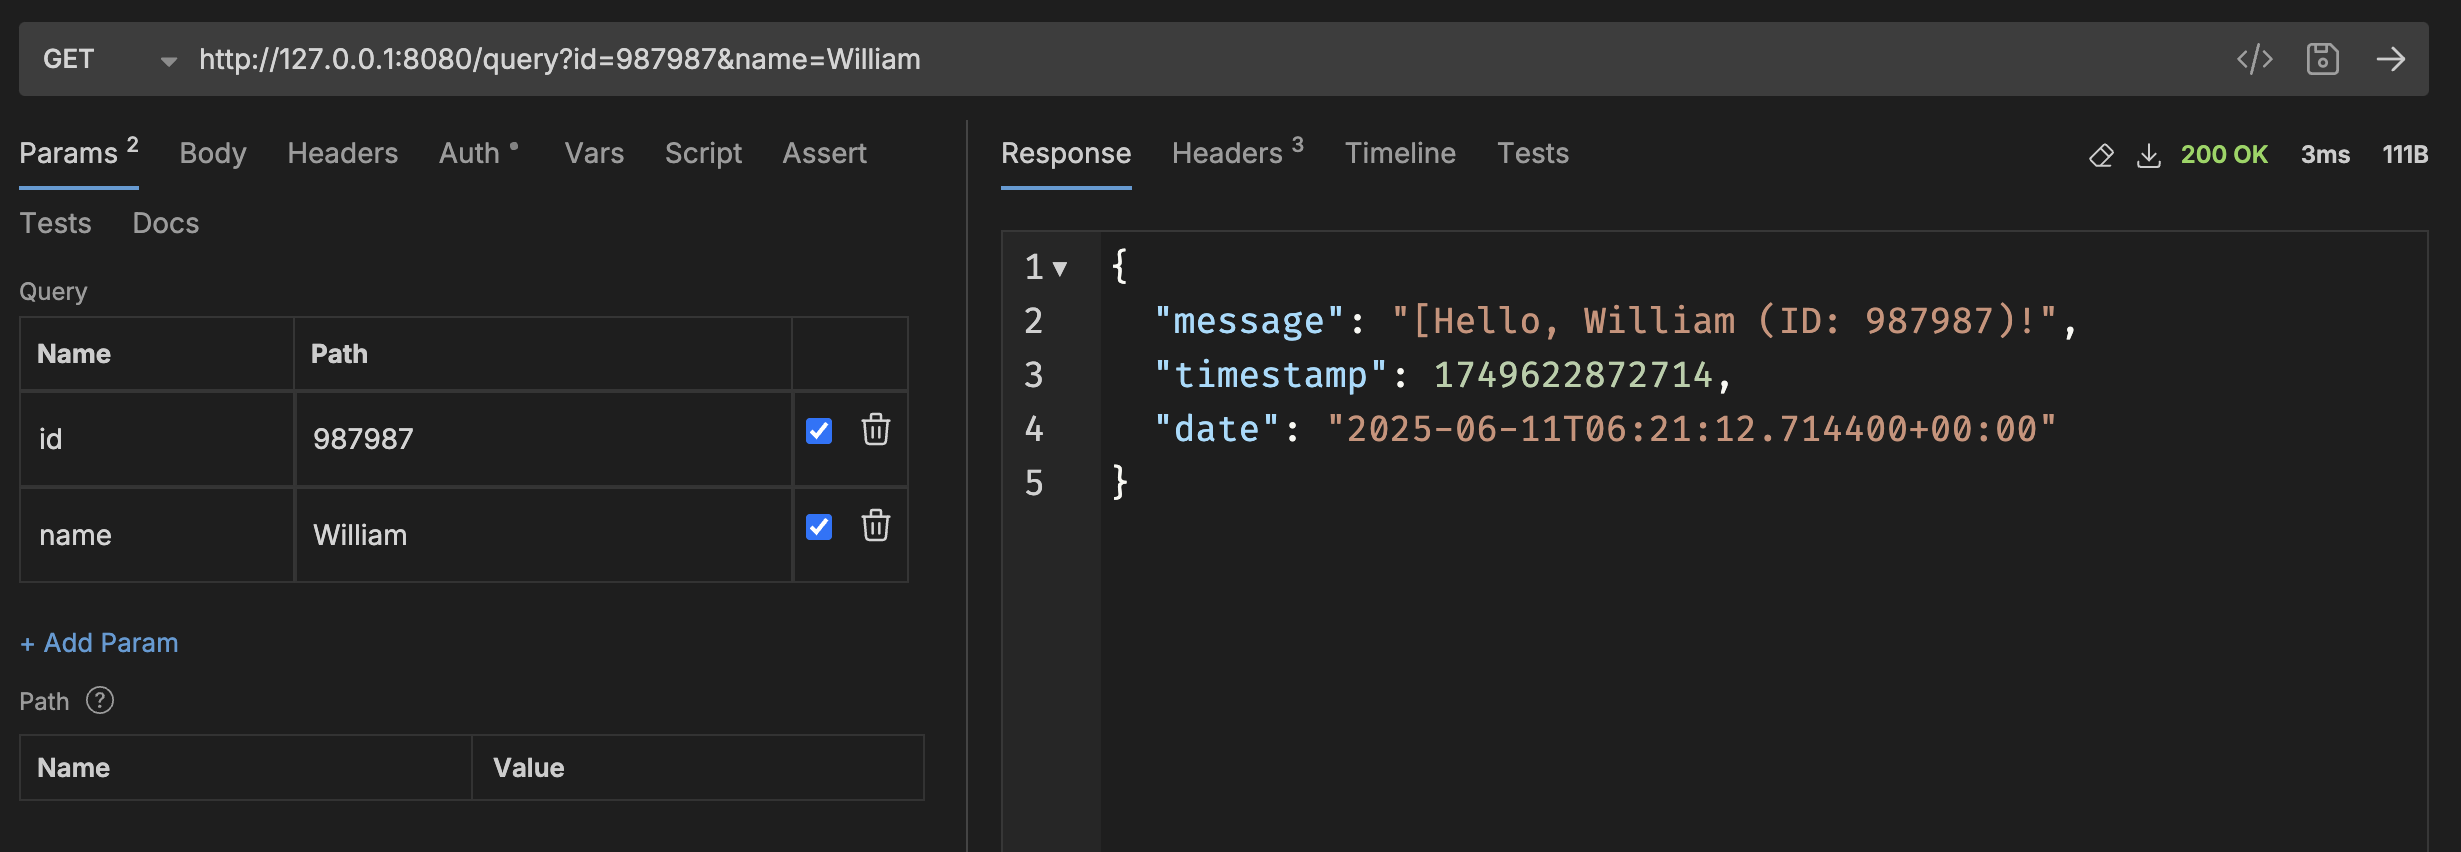 GET http://127.0.0.1:8080/query?id=987987&name=William </>
Params 2 Body Headers Auth Vars Script Assert
Tests Docs
Query
Name Path
id 987987
name William
+ Add Param
Path ?
Name Value
Response Headers 3 Timeline Tests 200 OK 3ms 111B
1 {
2 "message": "[Hello, William (ID: 987987)!",
3 "timestamp": 1749622872714,
4 "date": "2025-06-11T06:21:12.714400+00:00"
5 }